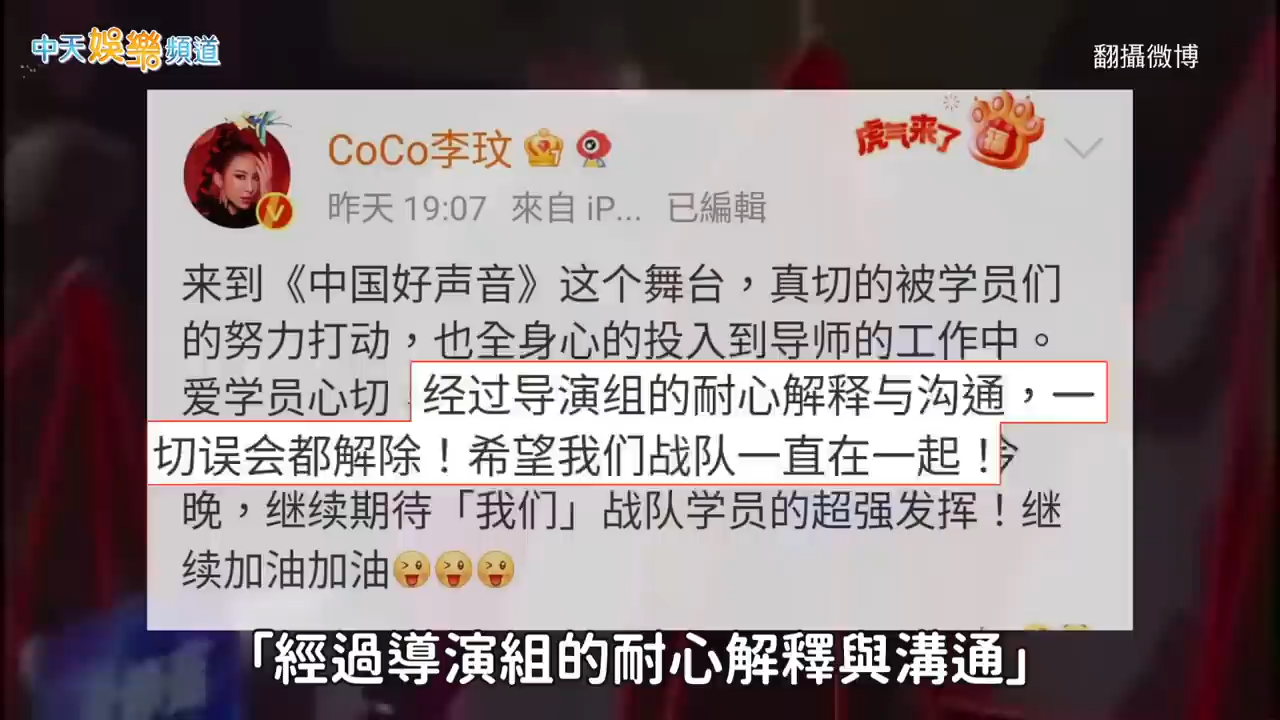 中天娛樂頻道
翻攝微博
CoCo李玟
虎气来了
福
昨天 19:07 來自 iP... 已編輯
来到《中国好声音》这个舞台，真切的被学员们
的努力打动，也全身心的投入到导师的工作中。
爱学员心切
经过导演组的耐心解释与沟通，一
切误会都解除！希望我们战队一直在一起！今
晚，继续期待「我们」战队学员的超强发挥！继
续加油加油😜😜😜
「經過導演組的耐心解釋與溝通」